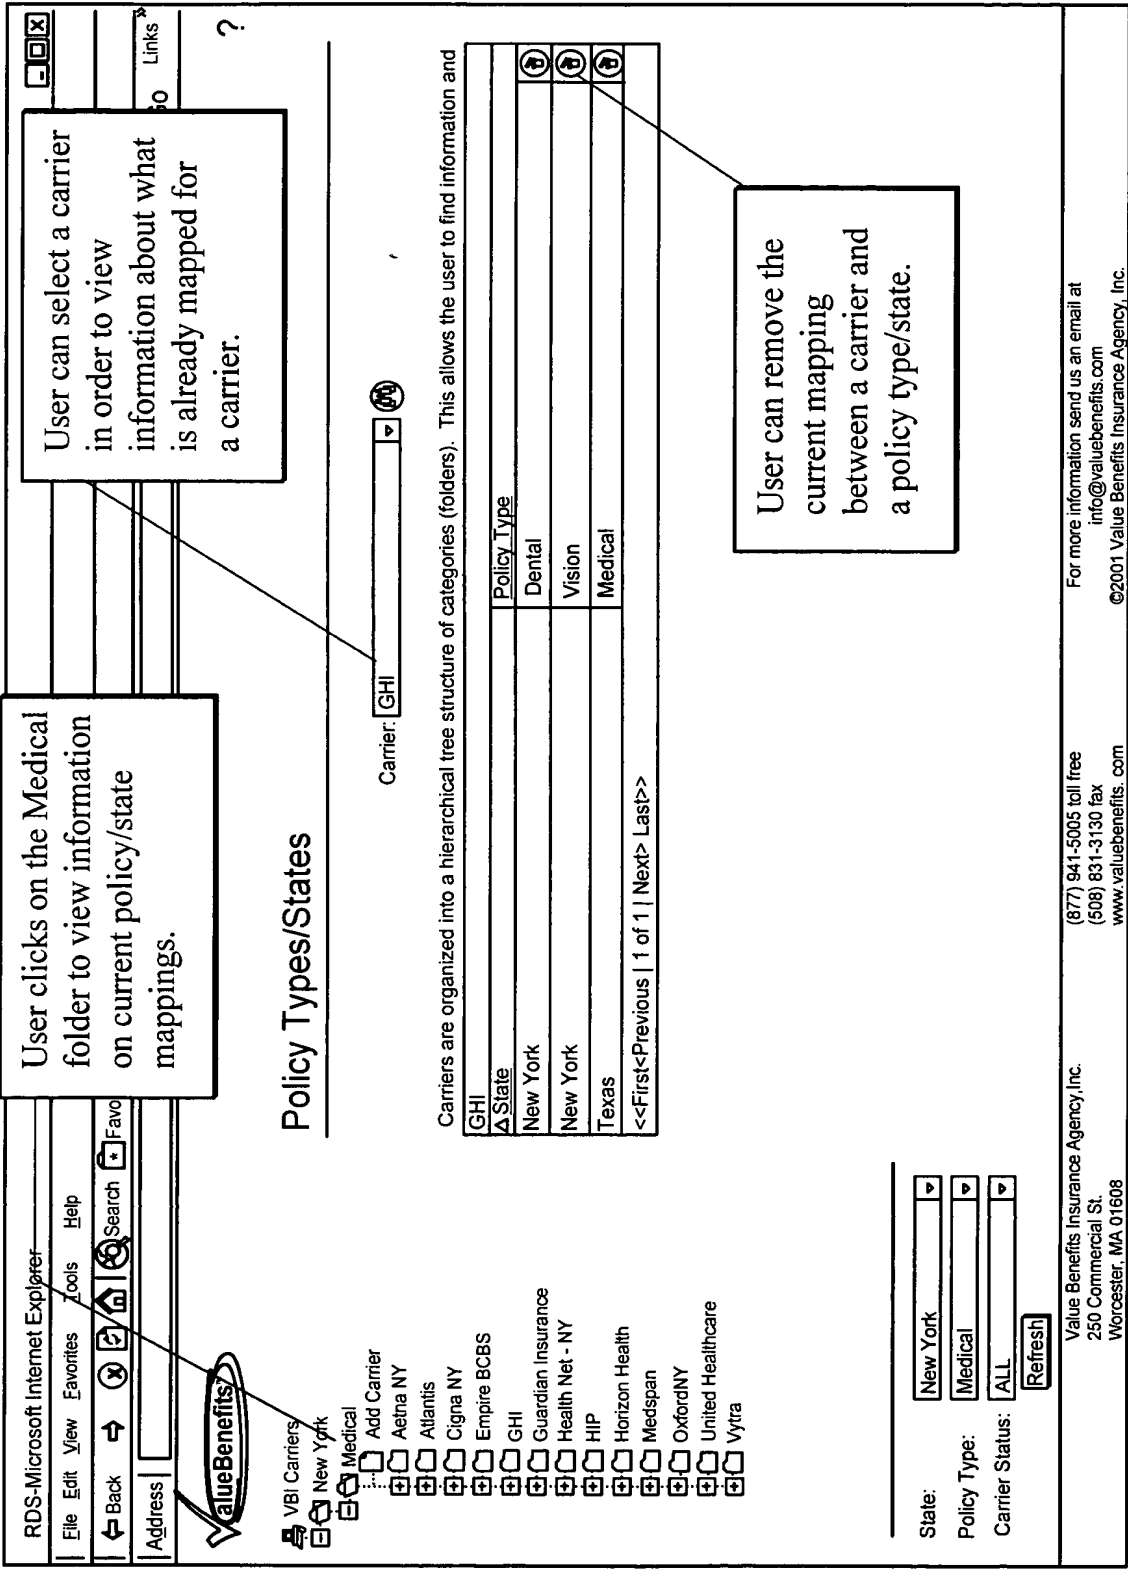 RDS-Microsoft Internet Explorer
File Edit View Favorites Tools Help
Back Search Favo
Address
Links »
User clicks on the Medical
folder to view information
on current policy/state
mappings.
User can select a carrier
in order to view
information about what
is already mapped for
a carrier.
?
alueBenefits
VBI Carriers
New York
Medical
Add Carrier
Aetna NY
Atlantis
Cigna NY
Empire BCBS
GHI
Guardian Insurance
Health Net - NY
HIP
Horizon Health
Medspan
OxfordNY
United Healthcare
Vytra
State: New York
Policy Type: Medical
Carrier Status: ALL
Refresh
Policy Types/States
Carrier: GHI
Carriers are organized into a hierarchical tree structure of categories (folders). This allows the user to find information and
GHI
State Policy Type
New York Dental
New York Vision
Texas Medical
<<First<Previous | 1 of 1 | Next> Last>>
User can remove the
current mapping
between a carrier and
a policy type/state.
Value Benefits Insurance Agency,Inc.
250 Commercial St.
Worcester, MA 01608
(877) 941-5005 toll free
(508) 831-3130 fax
www.valuebenefits. com
For more information send us an email at
info@valuebenefits.com
©2001 Value Benefits Insurance Agency, Inc.